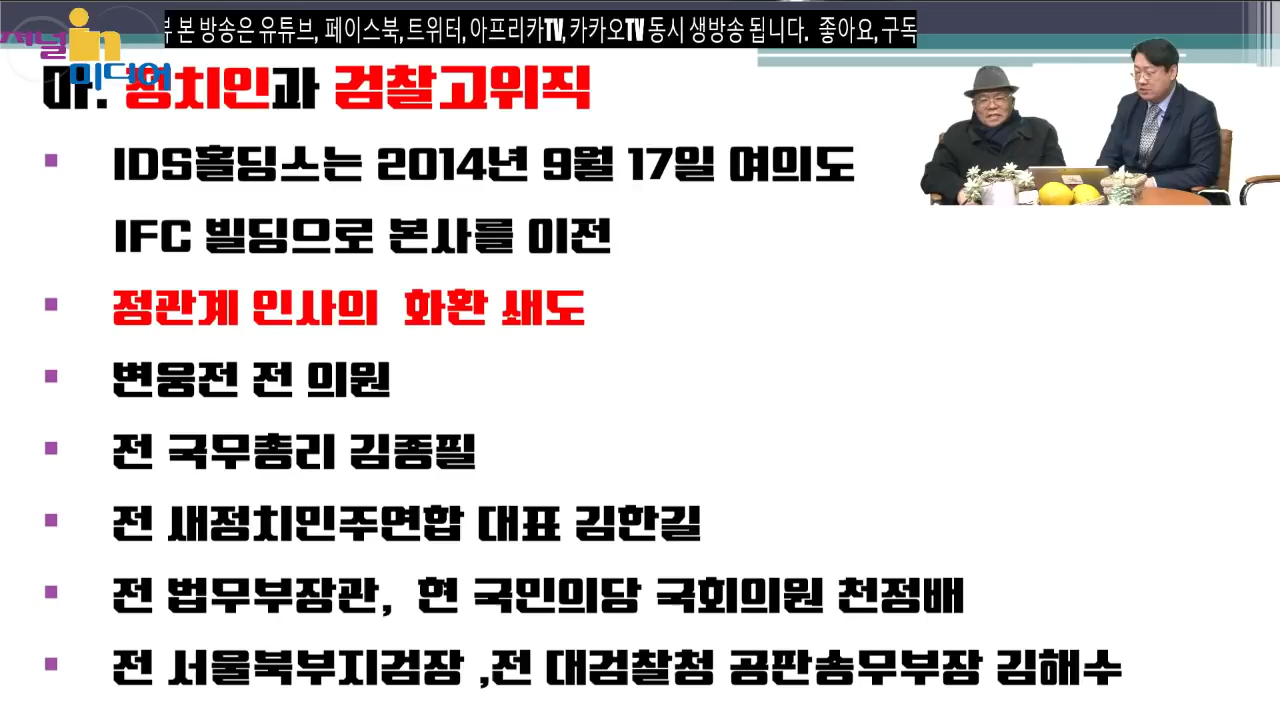 본 방송은 유튜브, 페이스북, 트위터, 아프리카TV, 카카오TV 동시 생방송 됩니다. 좋아요, 구독
저널in미디어
마. 정치인과 검찰고위직
▪ IDS홀딩스는 2014년 9월 17일 여의도
IFC 빌딩으로 본사를 이전
▪ 정관계 인사의 화환 쇄도
▪ 변웅전 전 의원
▪ 전 국무총리 김종필
▪ 전 새정치민주연합 대표 김한길
▪ 전 법무부장관, 현 국민의당 국회의원 천정배
▪ 전 서울북부지검장 ,전 대검찰청 공판송무부장 김해수